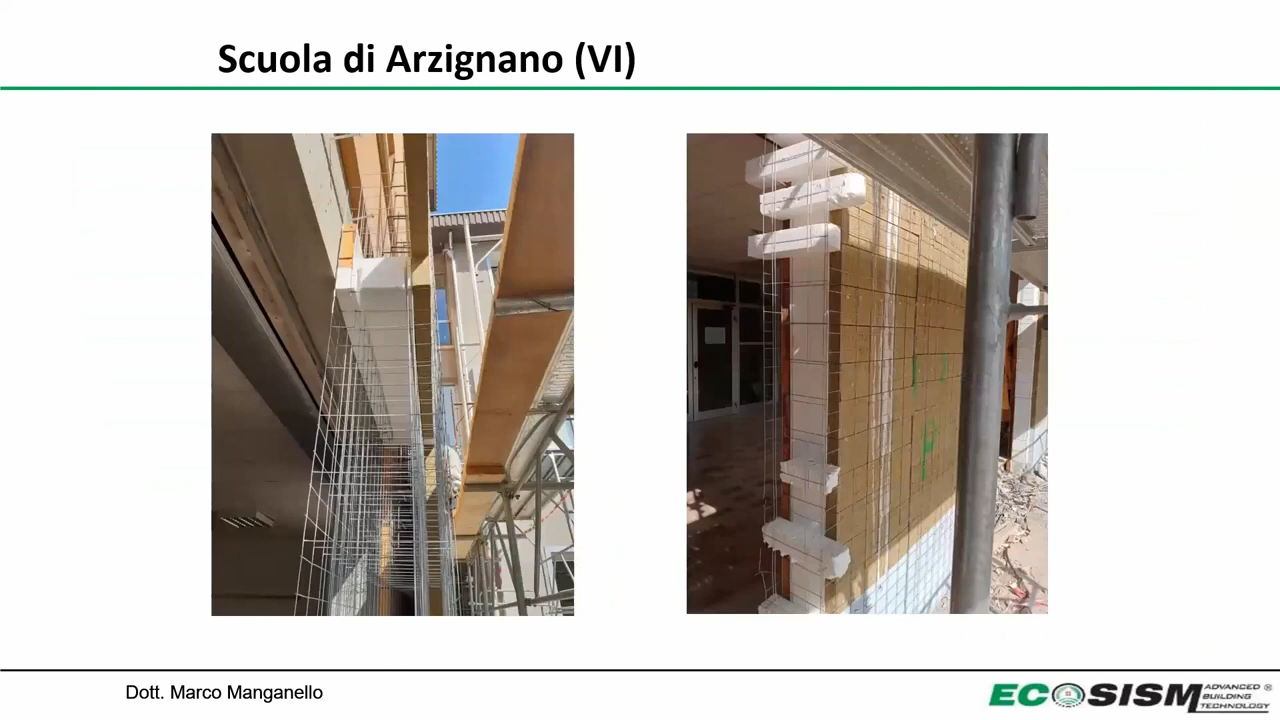 Scuola di Arzignano (VI)
Dott. Marco Manganello
ECOSISM
ADVANCED
BUILDING
TECHNOLOGY
®